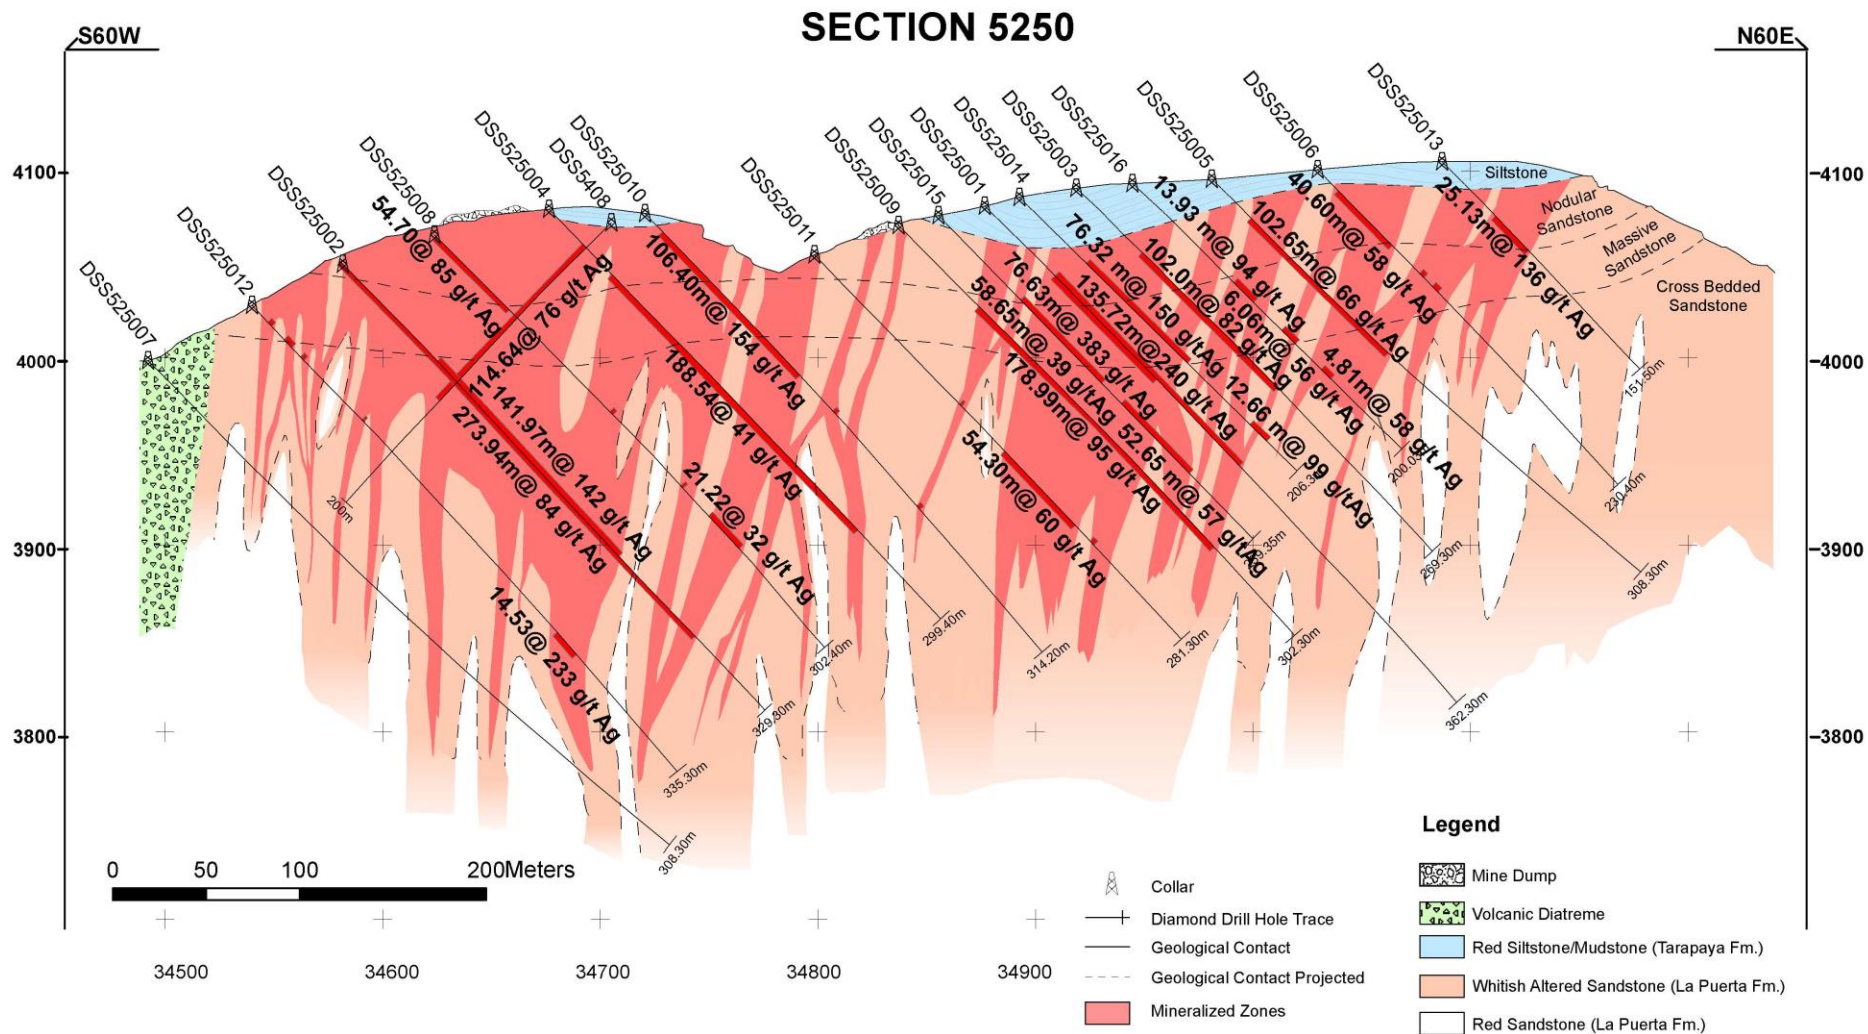 SECTION 5250
S60W
N60E
DSS525007
DSS525012
DSS525002
DSS525008
DSS525004
DSS5408
DSS525010
DSS525011
DSS525009
DSS525015
DSS525001
DSS525014
DSS525003
DSS525016
DSS525005
DSS525006
DSS525013
4100
4000
3900
3800
4100
4000
3900
3800
Siltstone
Nodular
Sandstone
Massive
Sandstone
Cross Bedded
Sandstone
54.70@ 85 g/t Ag
114.64@ 76 g/t Ag
106.40m@ 154 g/t Ag
188.54@ 41 g/t Ag
141.97m@ 142 g/t Ag
273.94m@ 84 g/t Ag
21.22@ 32 g/t Ag
14.53@ 233 g/t Ag
54.30m@ 60 g/t Ag
178.99m@ 95 g/t Ag
58.65m@ 39 g/tAg
52.65 m@ 57 g/tAg
76.63m@ 383 g/t Ag
135.72m@240 g/t Ag
76.32 m@ 150 g/tAg
12.66 m@ 99 g/tAg
102.0m@ 82 g/t Ag
13.93 m@ 94 g/t Ag
6.06m@ 56 g/t Ag
102.65m@ 66 g/t Ag
4.81m@ 58 g/t Ag
40.60m@ 58 g/t Ag
25.13m@ 136 g/t Ag
200m
308.30m
335.30m
329.80m
302.40m
299.40m
314.20m
281.30m
302.30m
362.30m
269.30m
308.30m
230.40m
151.50m
0
50
100
200Meters
34500
34600
34700
34800
34900
Collar
Diamond Drill Hole Trace
Geological Contact
Geological Contact Projected
Mineralized Zones
Legend
Mine Dump
Volcanic Diatreme
Red Siltstone/Mudstone (Tarapaya Fm.)
Whitish Altered Sandstone (La Puerta Fm.)
Red Sandstone (La Puerta Fm.)